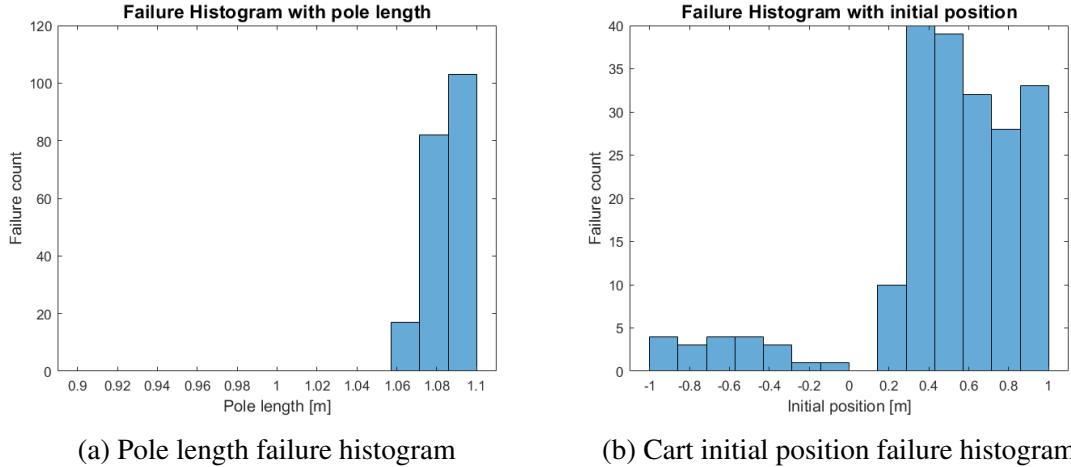 Failure Histogram with pole length
120
100
80
60
40
20
0
Failure count
0.9 0.92 0.94 0.96 0.98 1 1.02 1.04 1.06 1.08 1.1
Pole length [m]
(a) Pole length failure histogram
Failure Histogram with initial position
40
35
30
25
20
15
10
5
0
Failure count
-1 -0.8 -0.6 -0.4 -0.2 0 0.2 0.4 0.6 0.8 1
Initial position [m]
(b) Cart initial position failure histogram